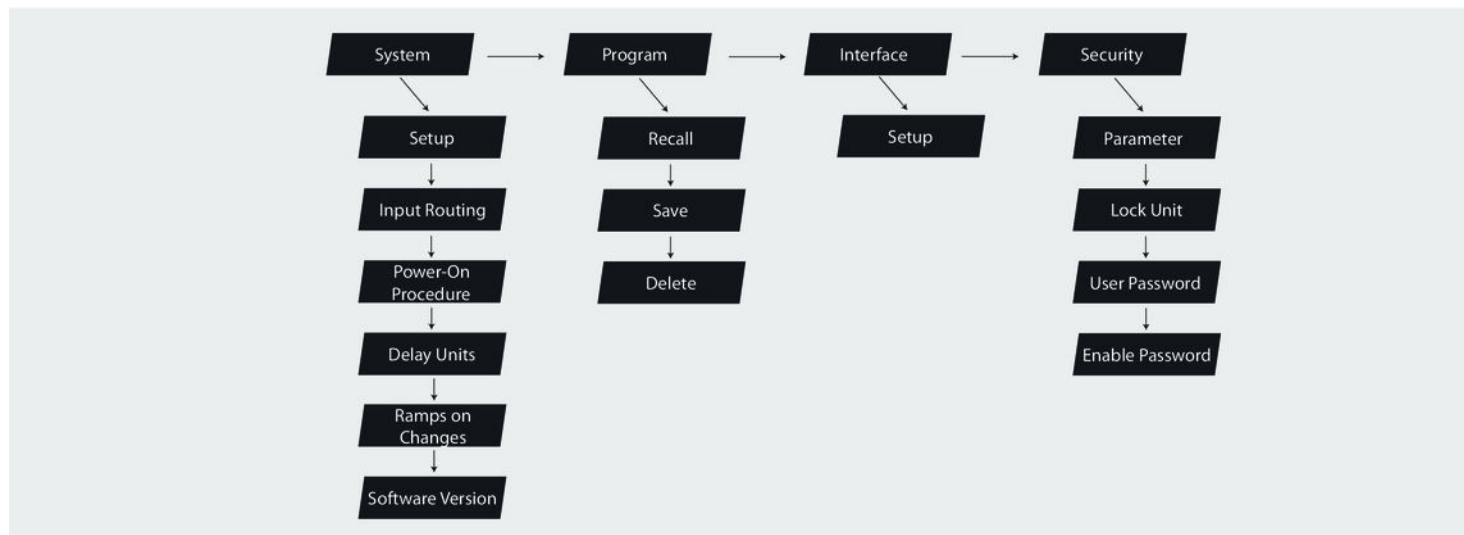 System
Program
Interface
Security
Setup
Input Routing
Power-On
Procedure
Delay Units
Ramps on
Changes
Software Version
Recall
Save
Delete
Setup
Parameter
Lock Unit
User Password
Enable Password